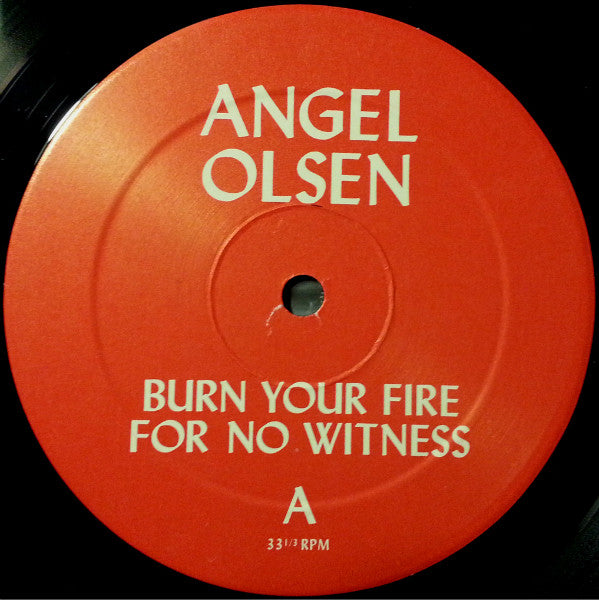 ANGEL
OLSEN
BURN YOUR FIRE
FOR NO WITNESS
A
33 1/3 RPM